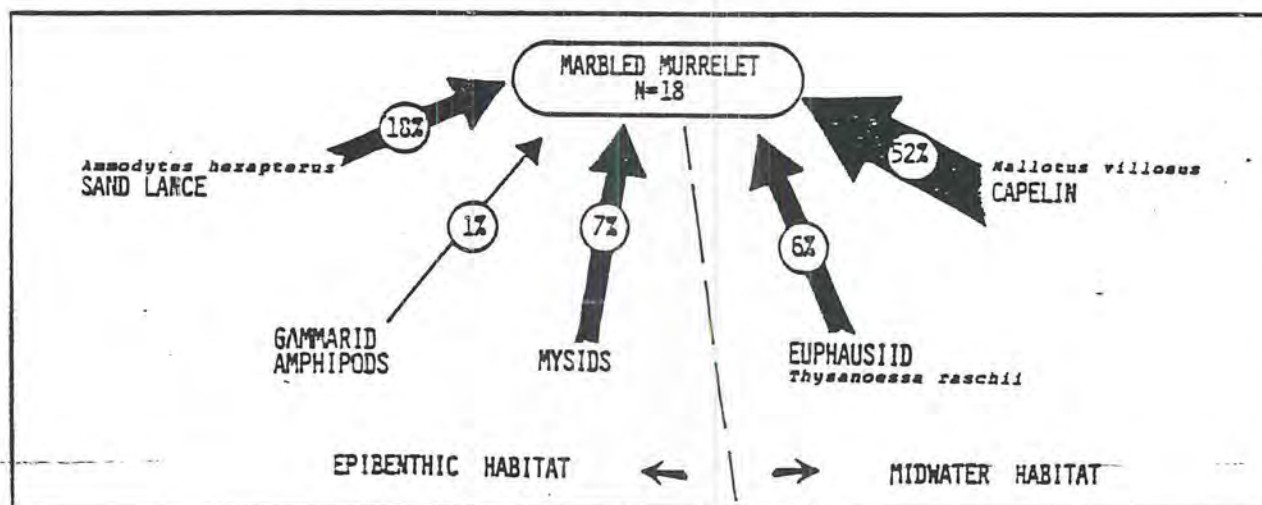 MARBLED MURRELET
N=18
18%
Ammodytes hexapterus
SAND LANCE
1%
7%
6%
52%
Mallotus villosus
CAPELIN
GAMMARID
AMPHIPODS
MYSIDS
EUPHAUSIID
Thysanoessa raschii
EPIBENTHIC HABITAT
MIDWATER HABITAT